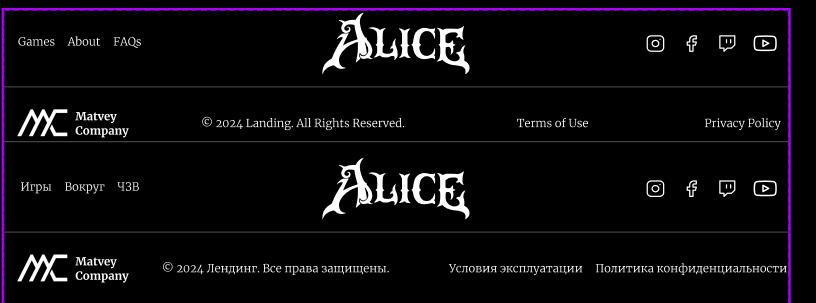 Games About FAQs
ALICE
Matvey
Company
© 2024 Landing. All Rights Reserved.
Terms of Use
Privacy Policy
Игры Вокруг ЧЗВ
ALICE
Matvey
Company
© 2024 Лендинг. Все права защищены.
Условия эксплуатации
Политика конфиденциальности